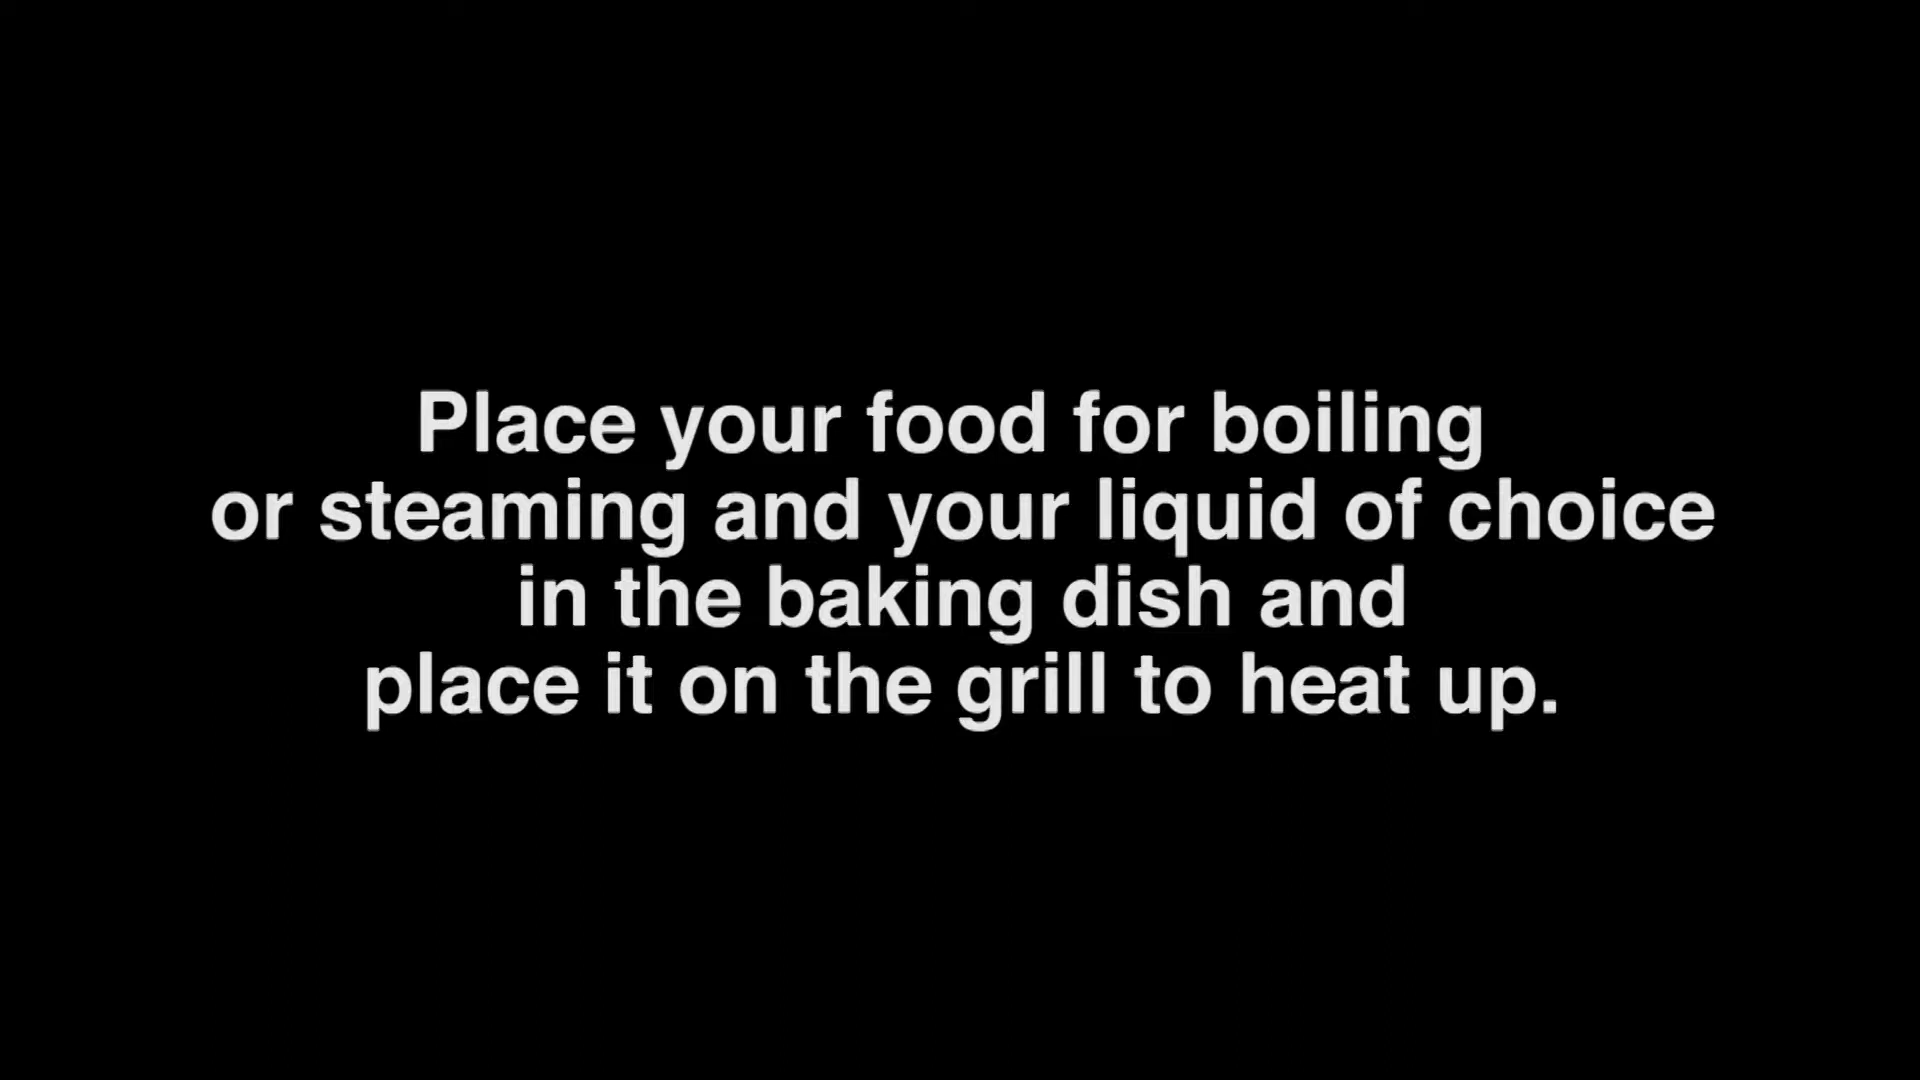 Place your food for boiling
or steaming and your liquid of choice
in the baking dish and
place it on the grill to heat up.